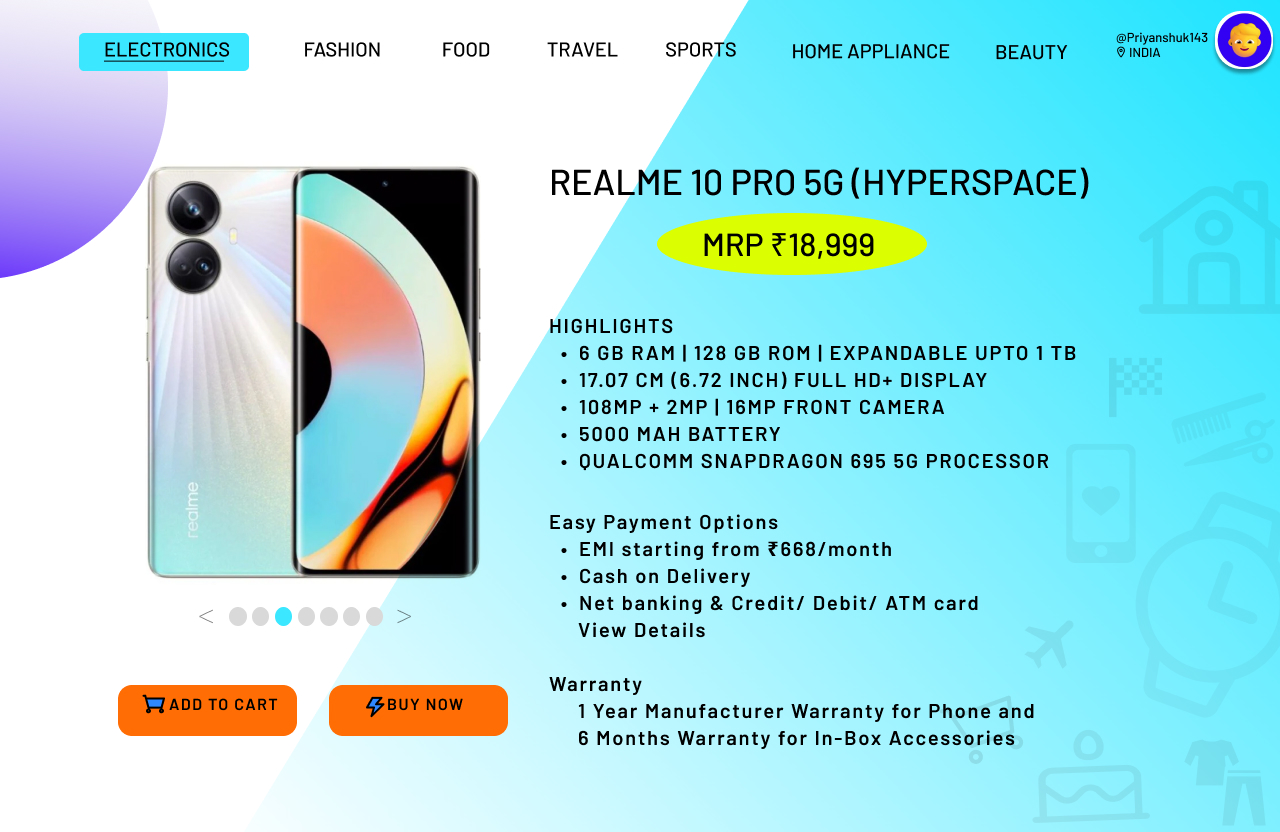 ELECTRONICS
FASHION
FOOD
TRAVEL
SPORTS
HOME APPLIANCE
BEAUTY
@Priyanshuk143
INDIA
REALME 10 PRO 5G (HYPERSPACE)
MRP ₹18,999
realme
HIGHLIGHTS
• 6 GB RAM | 128 GB ROM | EXPANDABLE UPTO 1 TB
• 17.07 CM (6.72 INCH) FULL HD+ DISPLAY
• 108MP + 2MP | 16MP FRONT CAMERA
• 5000 MAH BATTERY
• QUALCOMM SNAPDRAGON 695 5G PROCESSOR
Easy Payment Options
• EMI starting from ₹668/month
• Cash on Delivery
• Net banking & Credit/ Debit/ ATM card
View Details
< >
Warranty
1 Year Manufacturer Warranty for Phone and
6 Months Warranty for In-Box Accessories
ADD TO CART
BUY NOW